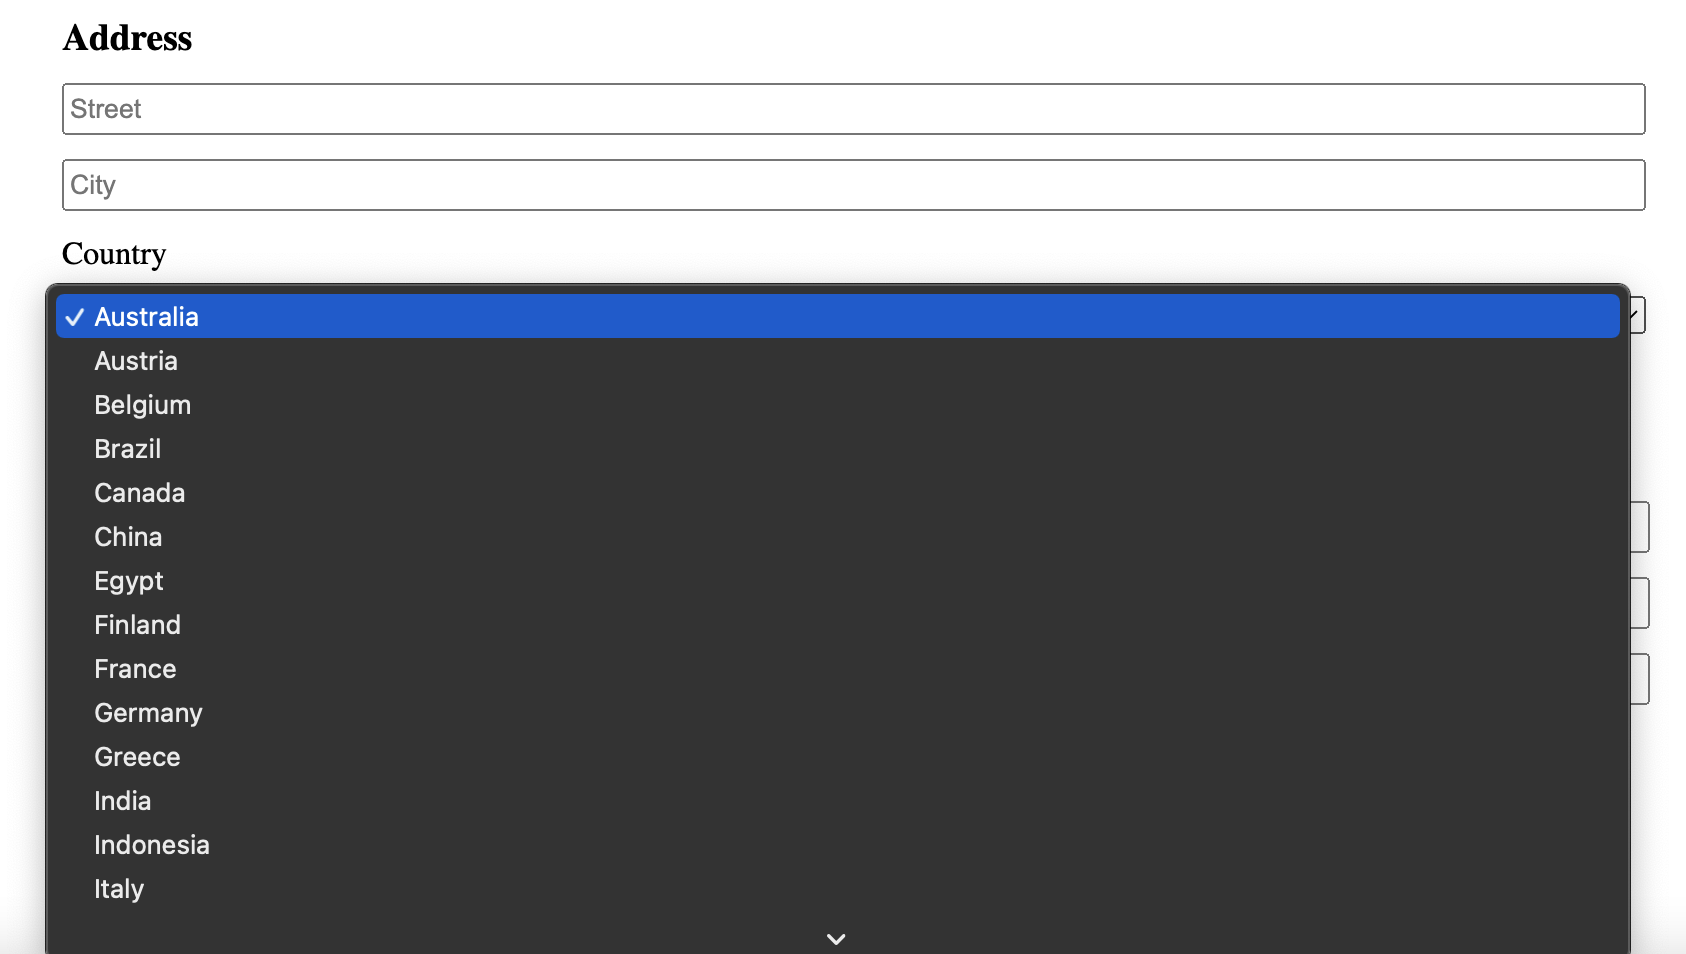 Address
Street
City
Country
Australia
Austria
Belgium
Brazil
Canada
China
Egypt
Finland
France
Germany
Greece
India
Indonesia
Italy